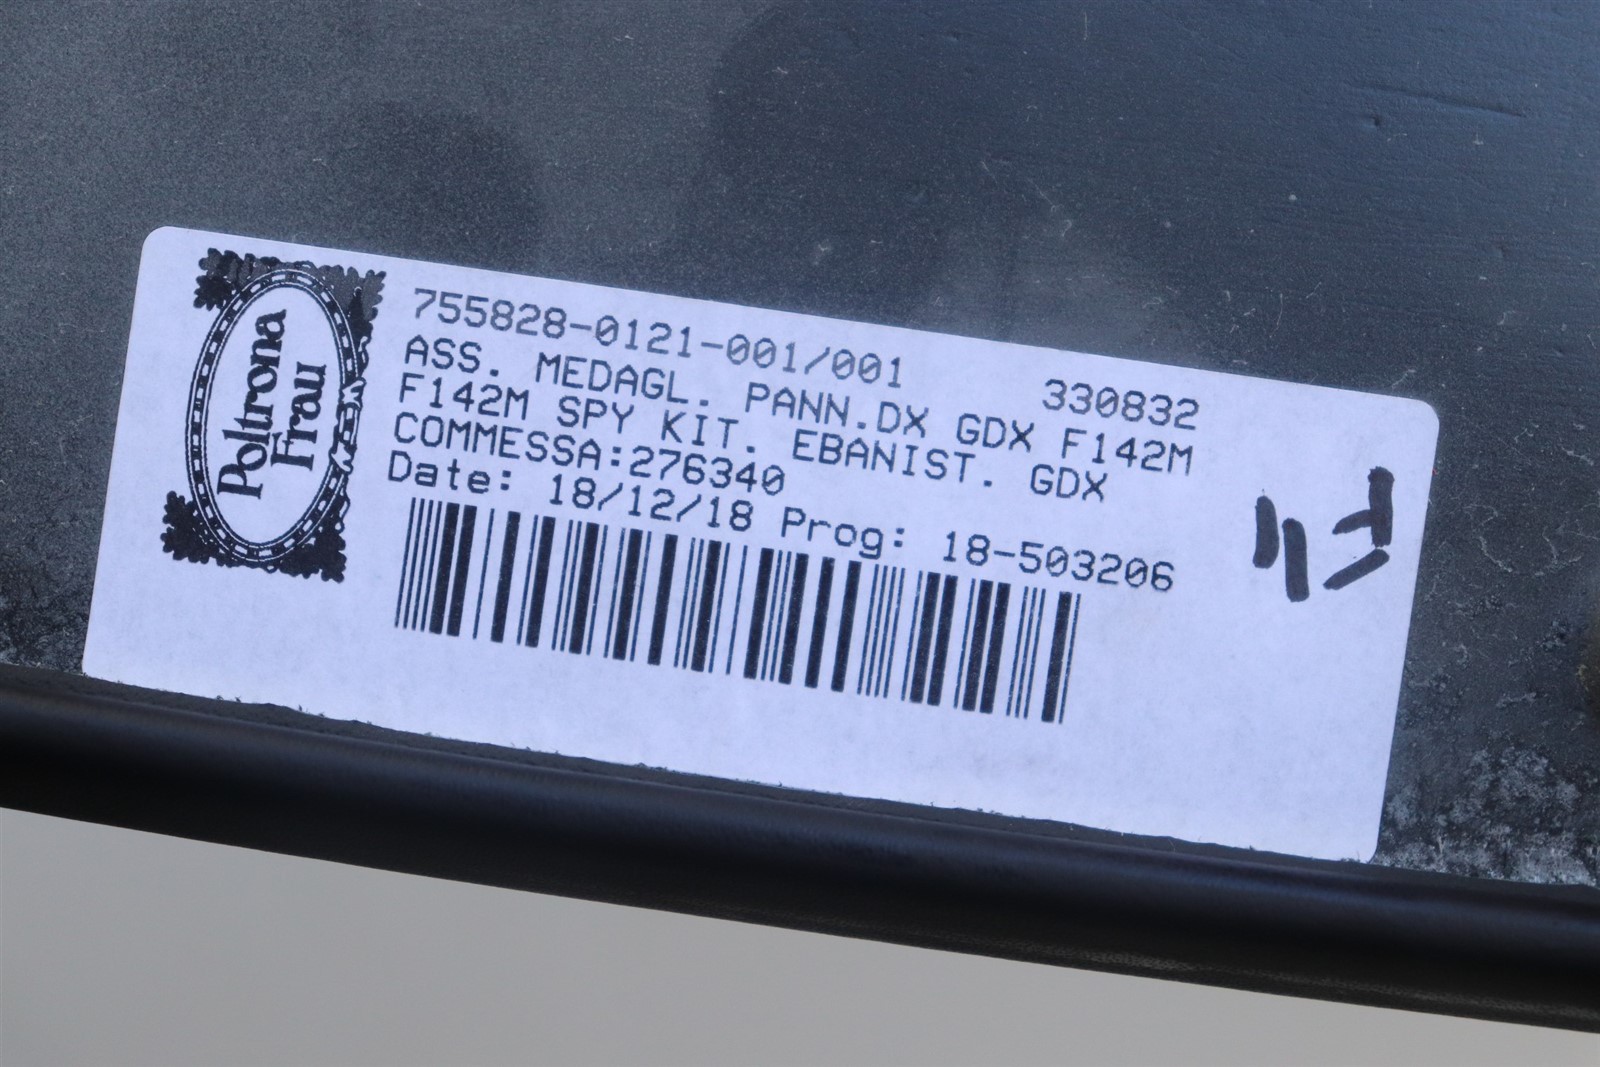 Poltrona
Frau
755828-0121-001/001 330832
ASS. MEDAGL. PANN.DX GDX F142M
F142M SPY KIT. EBANIST. GDX
COMMESSA:276340
Date: 18/12/18 Prog: 18-503206